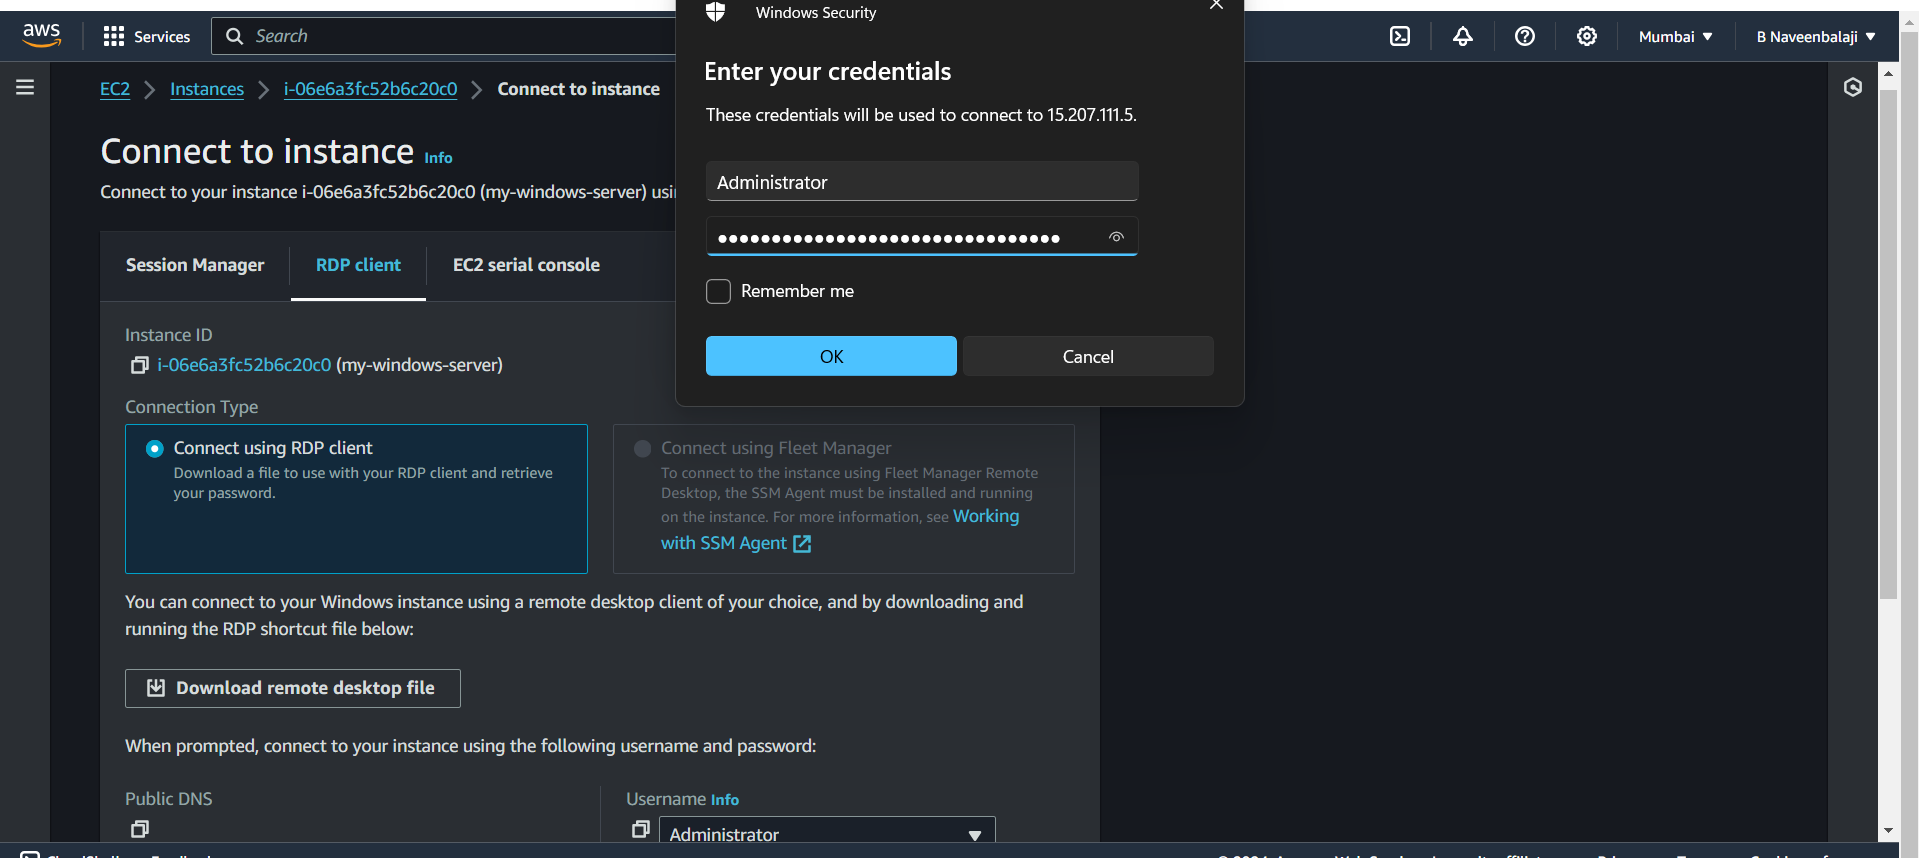 aws
Services
Search
Mumbai
B Naveenbalaji
Windows Security
Enter your credentials
These credentials will be used to connect to 15.207.111.5.
Administrator
Remember me
OK
Cancel
EC2
Instances
i-06e6a3fc52b6c20c0
Connect to instance
Connect to instance Info
Connect to your instance i-06e6a3fc52b6c20c0 (my-windows-server)
Session Manager
RDP client
EC2 serial console
Instance ID
i-06e6a3fc52b6c20c0 (my-windows-server)
Connection Type
Connect using RDP client
Download a file to use with your RDP client and retrieve
your password.
Connect using Fleet Manager
To connect to the instance using Fleet Manager Remote
Desktop, the SSM Agent must be installed and running
on the instance. For more information, see Working
with SSM Agent
You can connect to your Windows instance using a remote desktop client of your choice, and by downloading and
running the RDP shortcut file below:
Download remote desktop file
When prompted, connect to your instance using the following username and password:
Public DNS
Username Info
Administrator